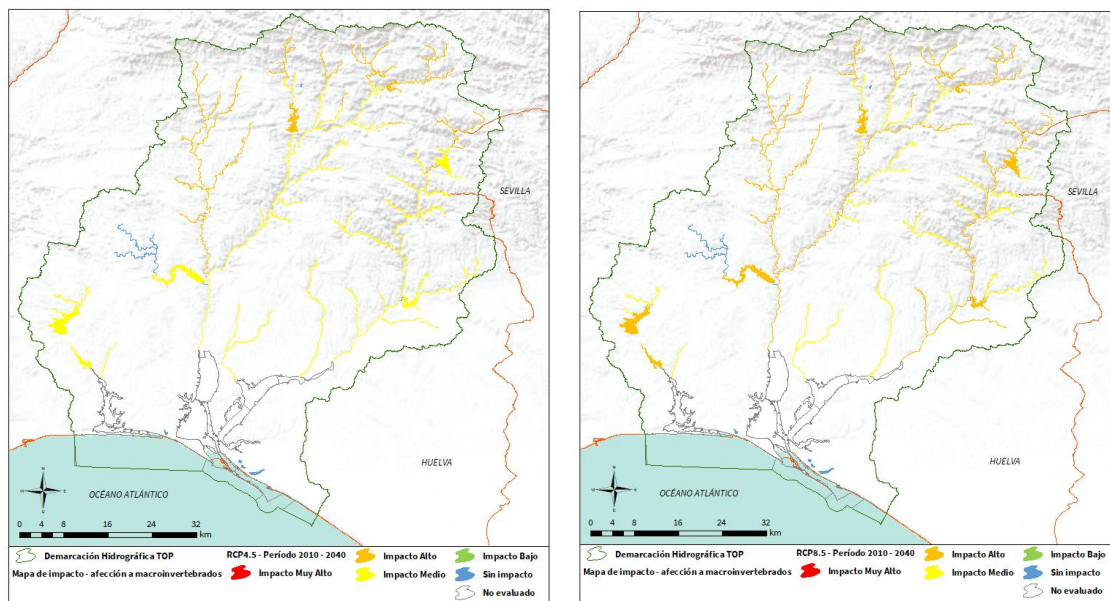 SEVILLA
HUELVA
OCÉANO ATLÁNTICO
N
W E
S
0 4 8 16 24 32
km
Demarcación Hidrográfica TOP
RCP4.5 - Período 2010 - 2040
Impacto Alto
Impacto Bajo
Mapa de impacto - afección a macroinvertebrados
Impacto Muy Alto
Impacto Medio
Sin impacto
No evaluado
SEVILLA
HUELVA
OCÉANO ATLÁNTICO
N
W E
S
0 4 8 16 24 32
km
Demarcación Hidrográfica TOP
RCP8.5 - Período 2010 - 2040
Impacto Alto
Impacto Bajo
Mapa de impacto - afección a macroinvertebrados
Impacto Muy Alto
Impacto Medio
Sin impacto
No evaluado